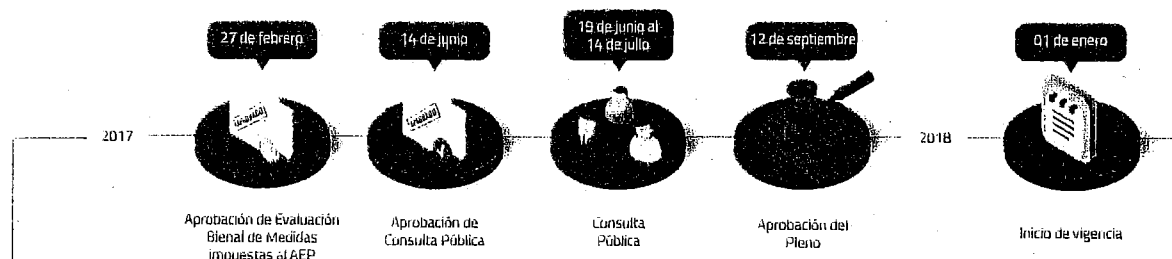 27 de febrero
14 de junio
19 de junio al
14 de julio
12 de septiembre
01 de enero
2017
2018
Aprobación de Evaluación
Bienal de Medidas
impuestas al AEP
Aprobación de
Consulta Pública
Consulta
Pública
Aprobación del
Pleno
Inicio de vigencia